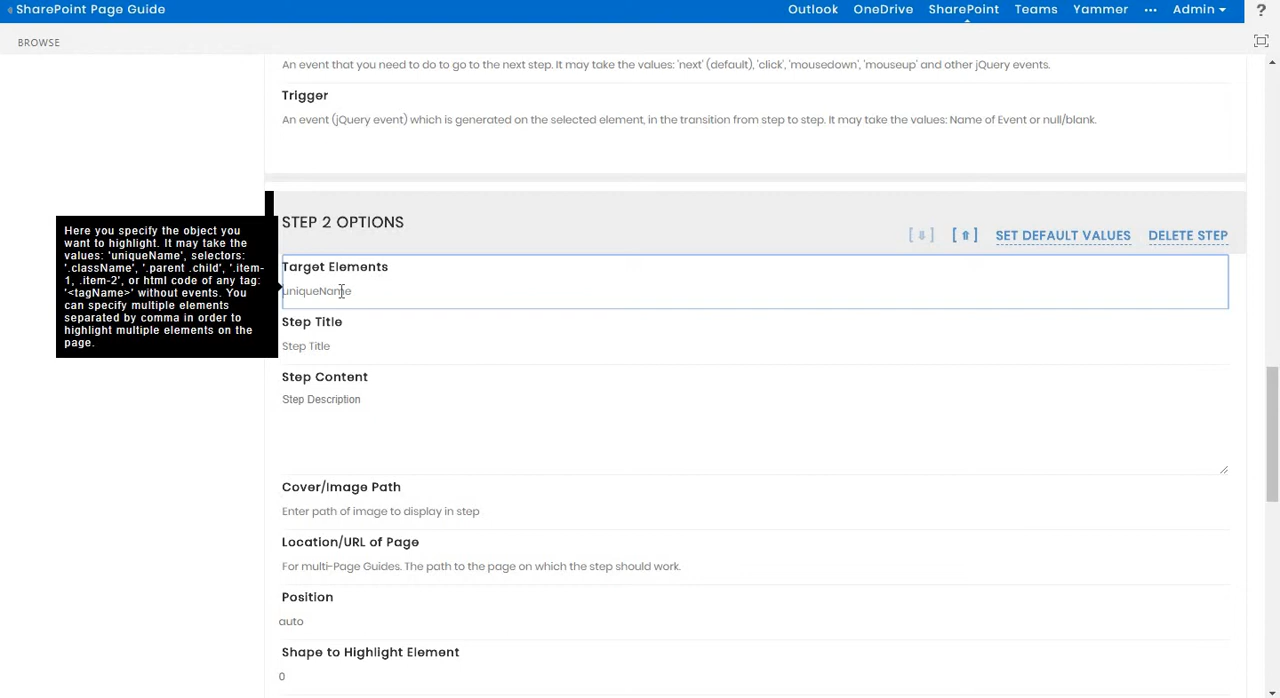 SharePoint Page Guide
Outlook OneDrive SharePoint Teams Yammer ... Admin ?
BROWSE
An event that you need to do to go to the next step. It may take the values: 'next' (default), 'click', 'mousedown', 'mouseup' and other jQuery events.
Trigger
An event (jQuery event) which is generated on the selected element, in the transition from step to step. It may take the values: Name of Event or null/blank.
STEP 2 OPTIONS
[⬇] [⬆] SET DEFAULT VALUES DELETE STEP
Here you specify the object you
want to highlight. It may take the
values: 'uniqueName', selectors:
'.className', '.parent .child', '.item-
1, .item-2', or html code of any tag:
'<tagName>' without events. You
can specify multiple elements
separated by comma in order to
highlight multiple elements on the
page.
Target Elements
uniqueName
Step Title
Step Title
Step Content
Step Description
Cover/Image Path
Enter path of image to display in step
Location/URL of Page
For multi-Page Guides. The path to the page on which the step should work.
Position
auto
Shape to Highlight Element
0